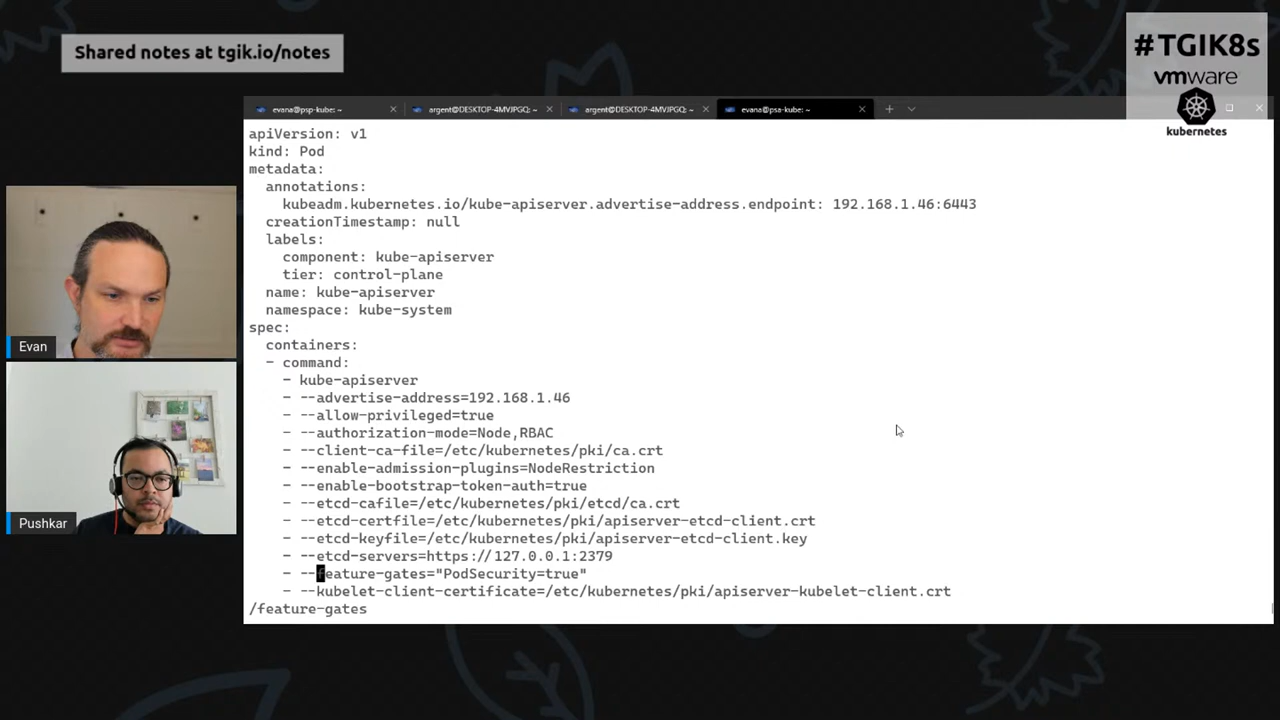 Shared notes at tgik.io/notes
#TGIK8s
vmware
kubernetes
evana@psp-kube: ~
argent@DESKTOP-4MVJPGQ: ~
argent@DESKTOP-4MVJPGQ: ~
evana@psa-kube: ~
apiVersion: v1
kind: Pod
metadata:
  annotations:
    kubeadm.kubernetes.io/kube-apiserver.advertise-address.endpoint: 192.168.1.46:6443
  creationTimestamp: null
  labels:
    component: kube-apiserver
    tier: control-plane
  name: kube-apiserver
  namespace: kube-system
spec:
  containers:
  - command:
    - kube-apiserver
    - --advertise-address=192.168.1.46
    - --allow-privileged=true
    - --authorization-mode=Node,RBAC
    - --client-ca-file=/etc/kubernetes/pki/ca.crt
    - --enable-admission-plugins=NodeRestriction
    - --enable-bootstrap-token-auth=true
    - --etcd-cafile=/etc/kubernetes/pki/etcd/ca.crt
    - --etcd-certfile=/etc/kubernetes/pki/apiserver-etcd-client.crt
    - --etcd-keyfile=/etc/kubernetes/pki/apiserver-etcd-client.key
    - --etcd-servers=https://127.0.0.1:2379
    - --feature-gates="PodSecurity=true"
    - --kubelet-client-certificate=/etc/kubernetes/pki/apiserver-kubelet-client.crt
/feature-gates
Evan
Pushkar